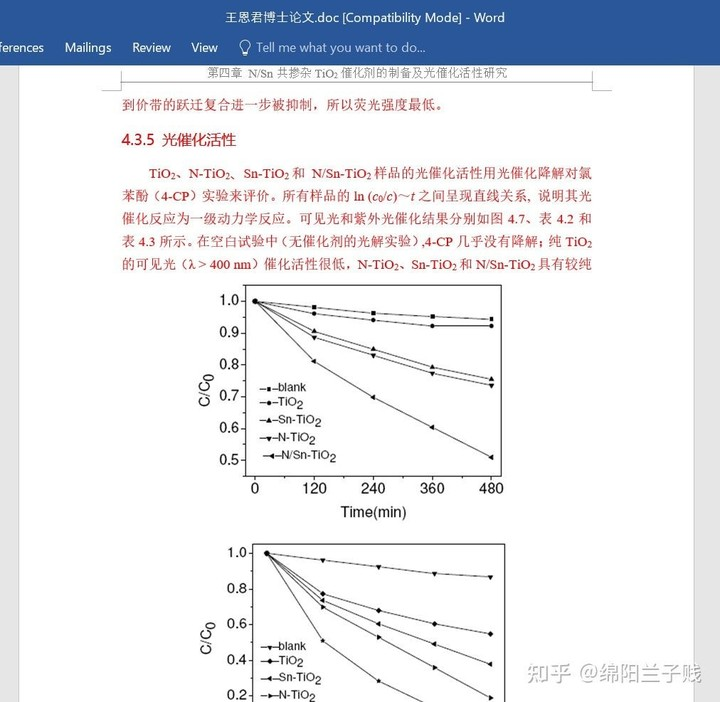 王恩君博士论文.doc [Compatibility Mode] - Word
ferences Mailings Review View Tell me what you want to do...
第四章 N/Sn 共掺杂 TiO2 催化剂的制备及光催化活性研究
到价带的跃迁复合进一步被抑制，所以荧光强度最低。
4.3.5 光催化活性
TiO2、N-TiO2、Sn-TiO2 和 N/Sn-TiO2 样品的光催化活性用光催化降解对氯
苯酚（4-CP）实验来评价。所有样品的 ln (c0/c)～t 之间呈现直线关系, 说明其光
催化反应为一级动力学反应。可见光和紫外光催化结果分别如图 4.7、表 4.2 和
表 4.3 所示。在空白试验中（无催化剂的光解实验）,4-CP 几乎没有降解；纯 TiO2
的可见光（λ > 400 nm）催化活性很低，N-TiO2、Sn-TiO2 和 N/Sn-TiO2 具有较纯
1.0
0.9
0.8
0.7
0.6
0.5
C/C0
blank
TiO2
Sn-TiO2
N-TiO2
N/Sn-TiO2
0 120 240 360 480
Time(min)
1.0
0.8
0.6
0.4
0.2
C/C0
blank
TiO2
Sn-TiO2
N-TiO2
知乎 @绵阳兰子贱